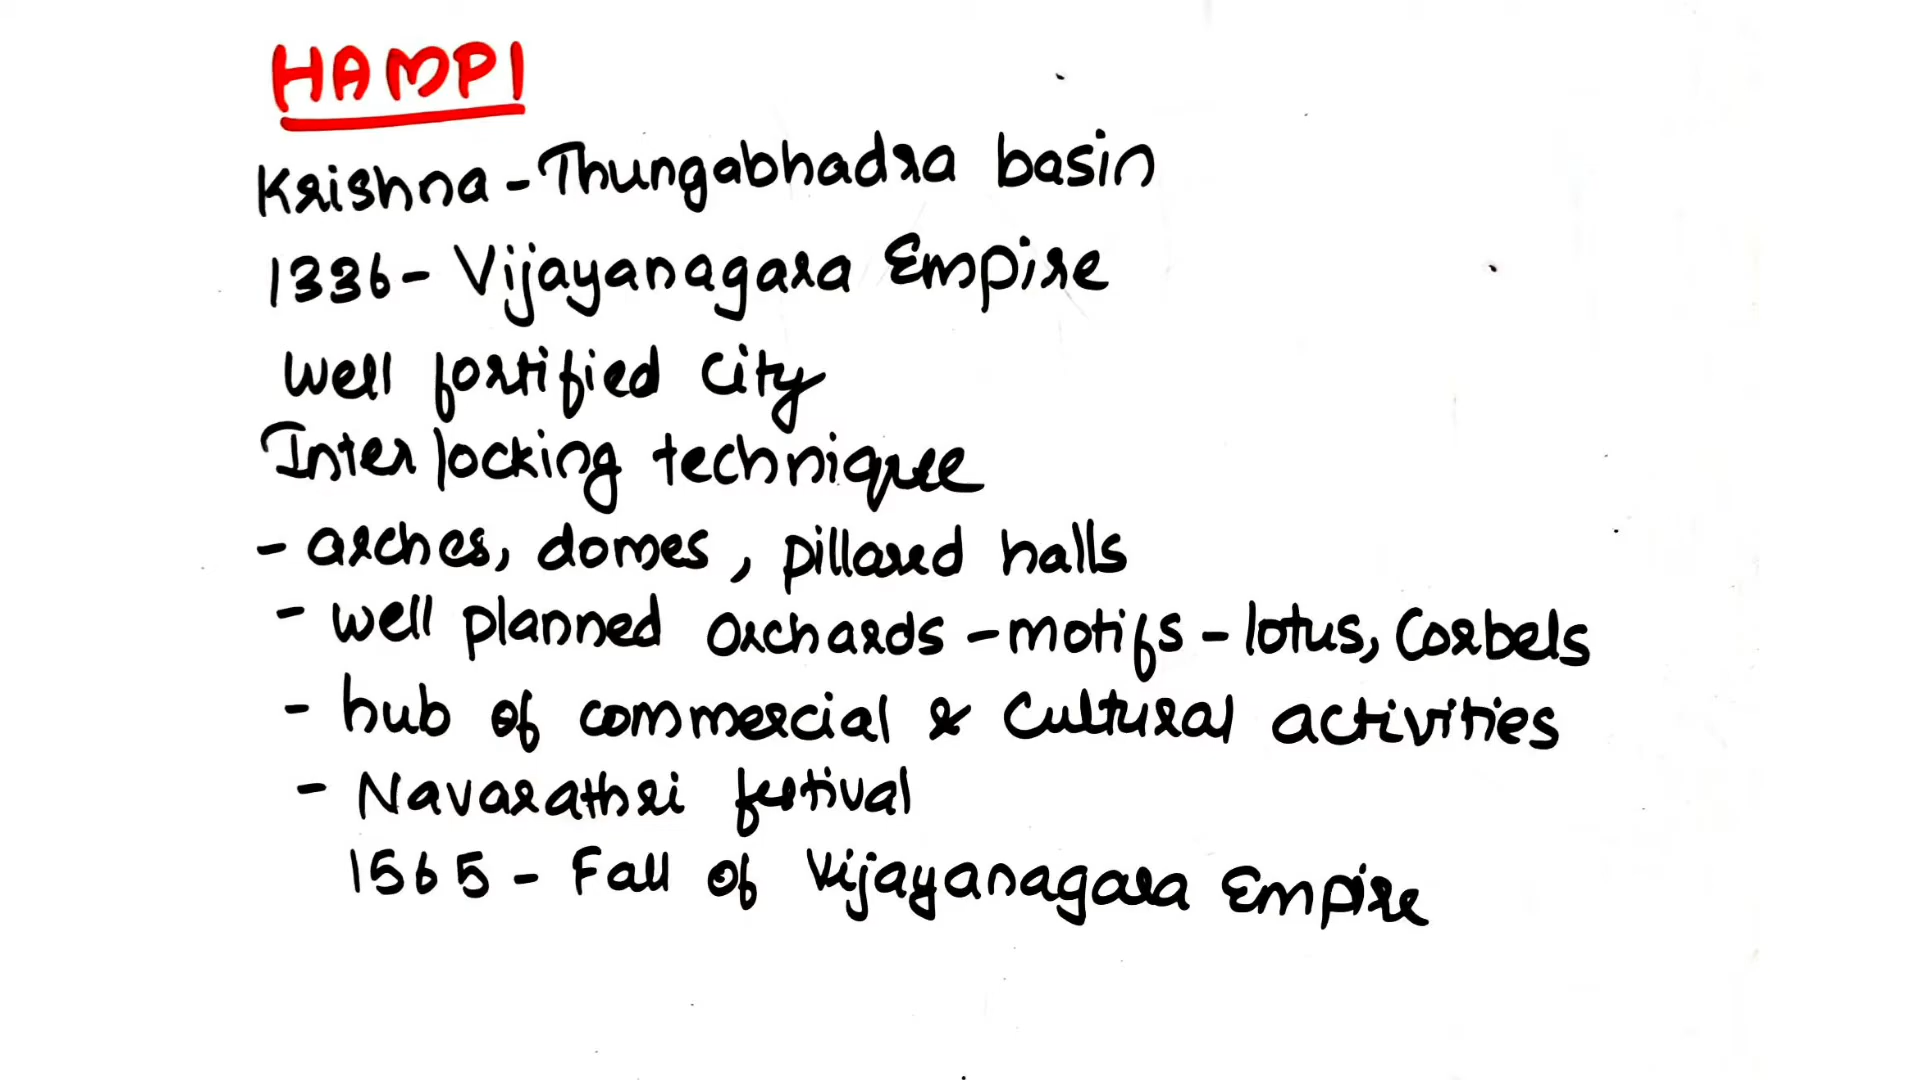 HAMPI
Krishna - Thungabhadra basin
1336 - Vijayanagara Empire
Well fortified city
Interlocking technique
- arches, domes, pillared halls
- well planned orchards - motifs - lotus, Corbels
- hub of commercial & Cultural activities
- Navarathri festival
1565 - Fall of Vijayanagara Empire